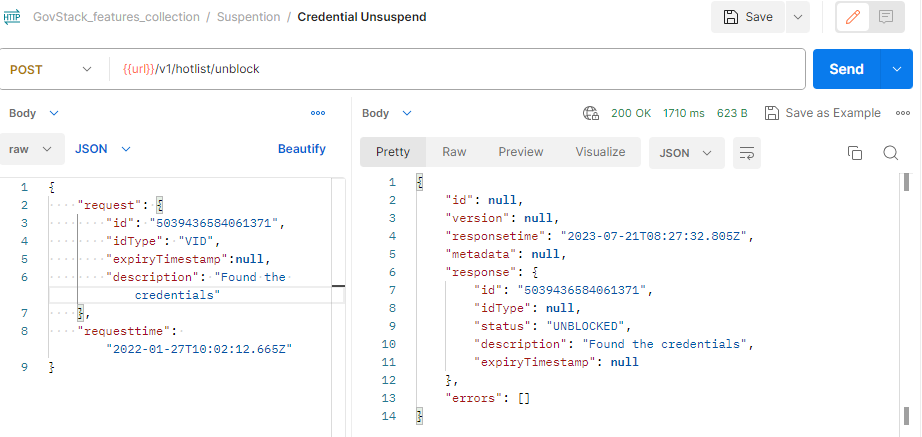 HTTP GovStack_features_collection / Suspention / Credential Unsuspend
Save
POST {{url}}/v1/hotlist/unblock Send
Body
raw JSON Beautify
1 {
2 "request": {
3 "id": "5039436584061371",
4 "idType": "VID",
5 "expiryTimestamp":null,
6 "description": "Found the
credentials"
7 },
8 "requesttime":
"2022-01-27T10:02:12.665Z"
9 }
Body 200 OK 1710 ms 623 B Save as Example
Pretty Raw Preview Visualize JSON
1 {
2 "id": null,
3 "version": null,
4 "responsetime": "2023-07-21T08:27:32.805Z",
5 "metadata": null,
6 "response": {
7 "id": "5039436584061371",
8 "idType": null,
9 "status": "UNBLOCKED",
10 "description": "Found the credentials",
11 "expiryTimestamp": null
12 },
13 "errors": []
14 }